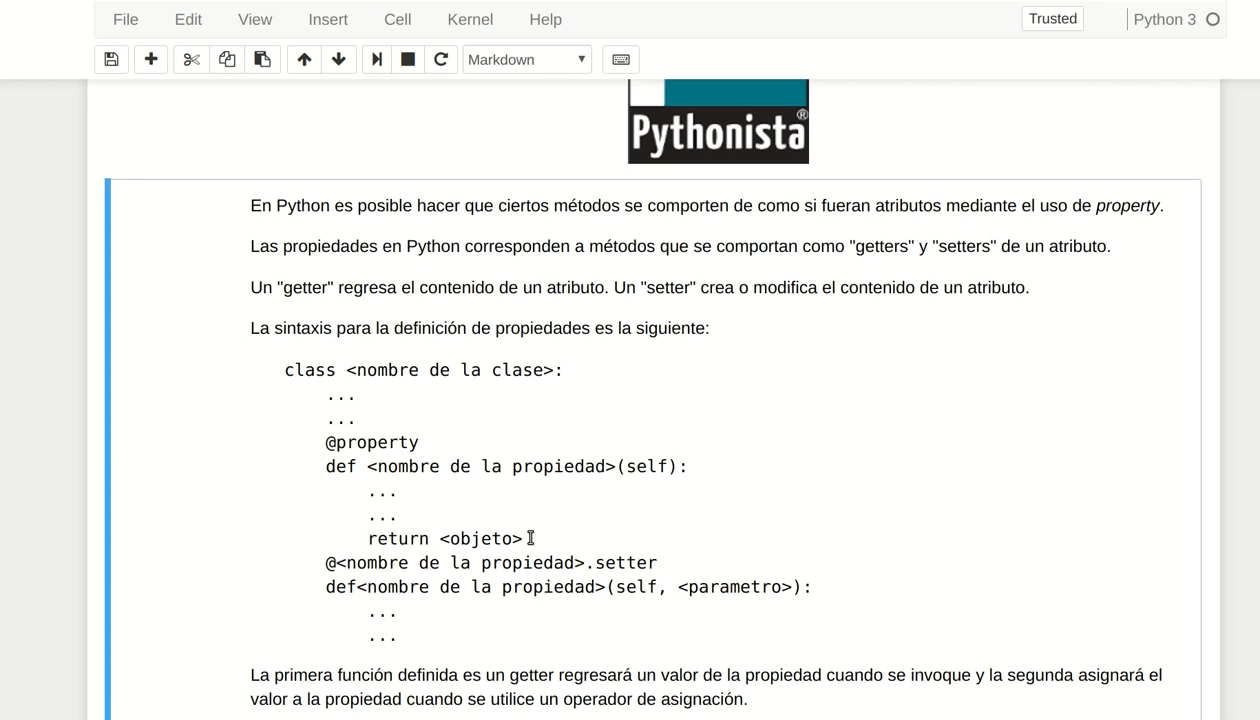 File Edit View Insert Cell Kernel Help Trusted Python 3
Markdown
Pythonista®
En Python es posible hacer que ciertos métodos se comporten de como si fueran atributos mediante el uso de property.
Las propiedades en Python corresponden a métodos que se comportan como "getters" y "setters" de un atributo.
Un "getter" regresa el contenido de un atributo. Un "setter" crea o modifica el contenido de un atributo.
La sintaxis para la definición de propiedades es la siguiente:
class <nombre de la clase>:
...
...
@property
def <nombre de la propiedad>(self):
...
...
return <objeto>
@<nombre de la propiedad>.setter
def<nombre de la propiedad>(self, <parametro>):
...
...
La primera función definida es un getter regresará un valor de la propiedad cuando se invoque y la segunda asignará el
valor a la propiedad cuando se utilice un operador de asignación.